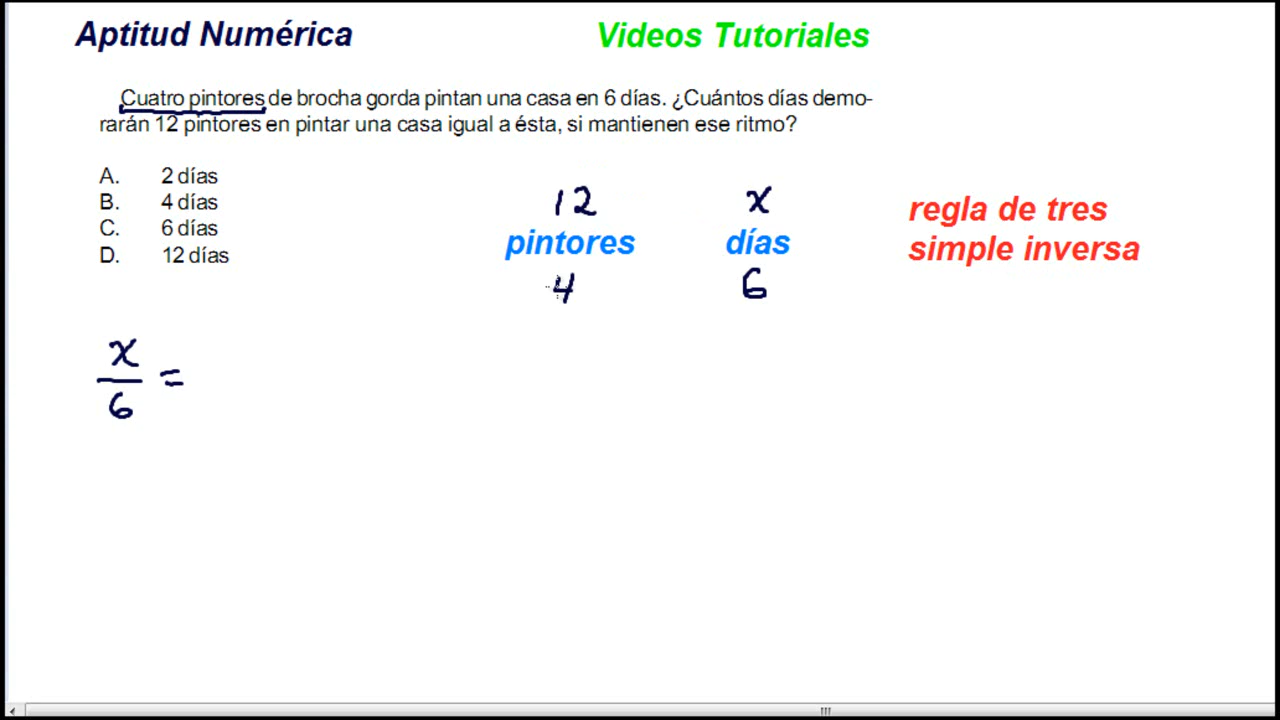 Aptitud Numérica
Videos Tutoriales
Cuatro pintores de brocha gorda pintan una casa en 6 días. ¿Cuántos días demo-
rarán 12 pintores en pintar una casa igual a ésta, si mantienen ese ritmo?
A. 2 días
B. 4 días
C. 6 días
D. 12 días
12 x
pintores días
4 6
regla de tres
simple inversa
x
6
=